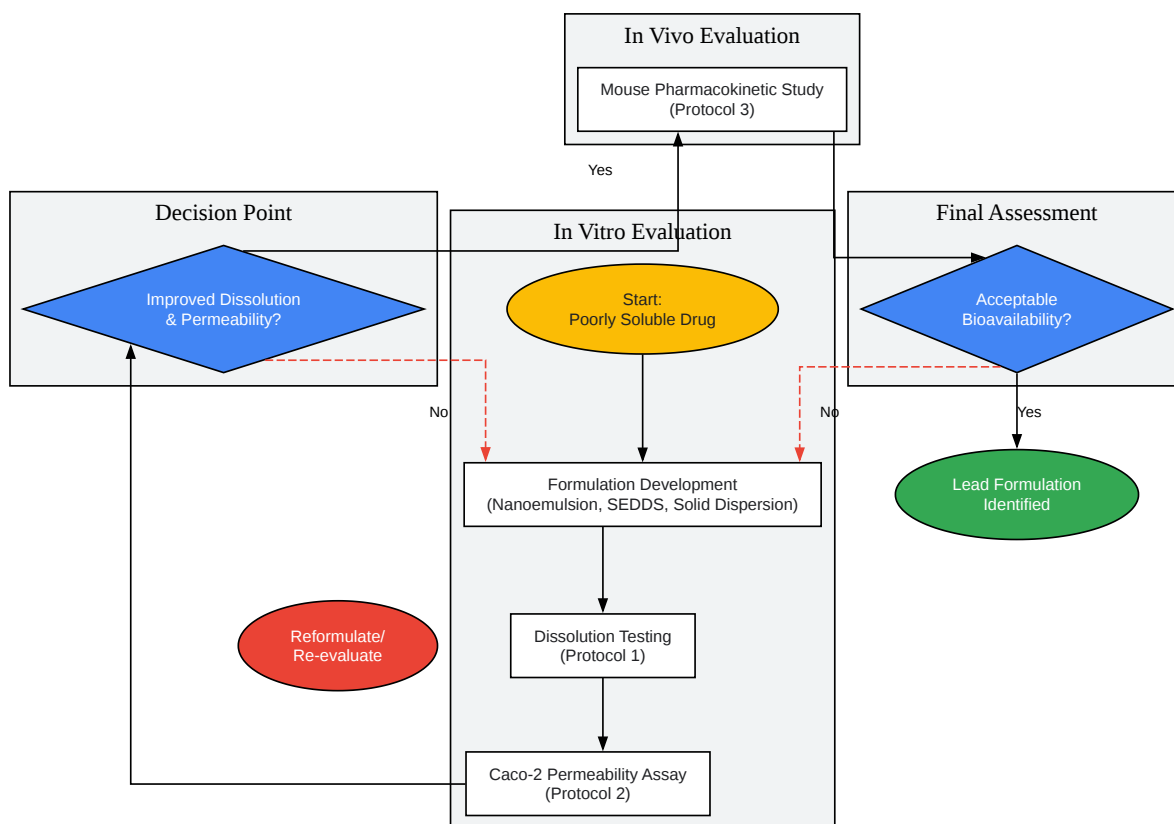 In Vivo Evaluation
Mouse Pharmacokinetic Study
(Protocol 3)
Yes
Decision Point
In Vitro Evaluation
Final Assessment
Improved Dissolution
& Permeability?
Start:
Poorly Soluble Drug
Acceptable
Bioavailability?
No
No
Yes
Formulation Development
(Nanoemulsion, SEDDS, Solid Dispersion)
Lead Formulation
Identified
Reformulate/
Re-evaluate
Dissolution Testing
(Protocol 1)
Caco-2 Permeability Assay
(Protocol 2)